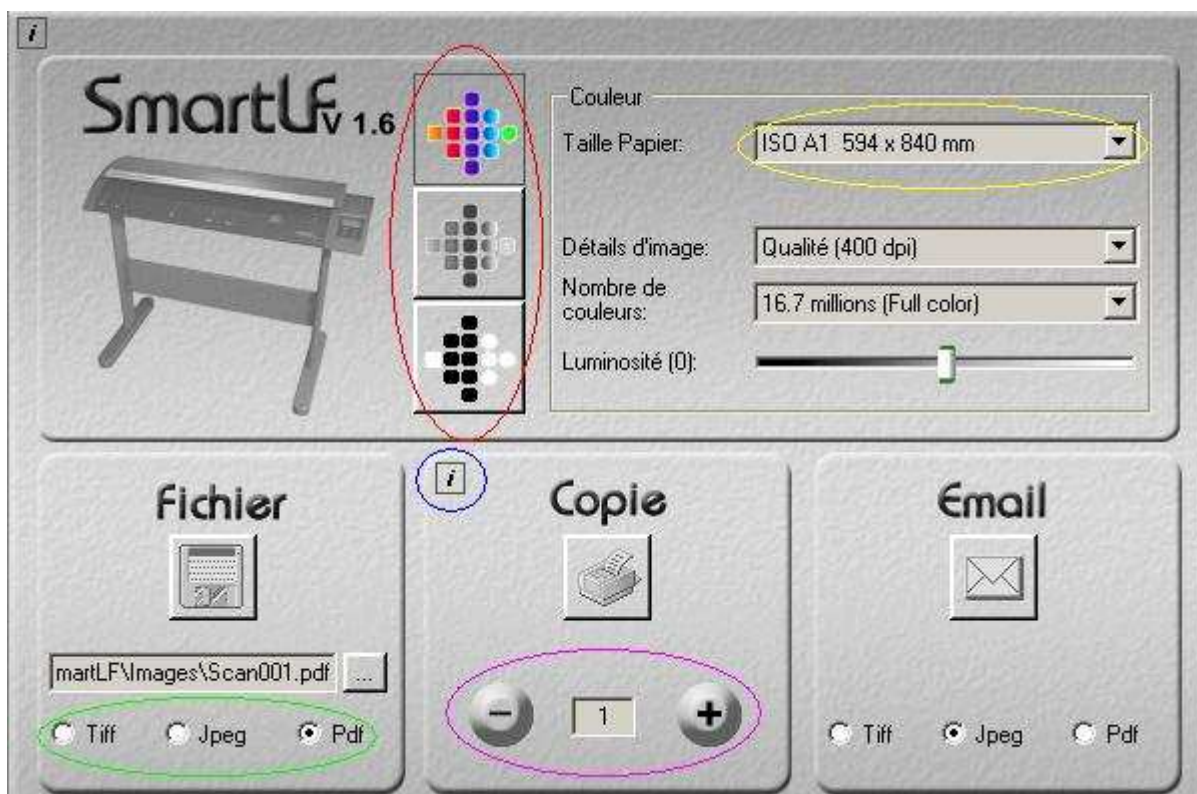 i
SmartLF v 1.6
Couleur
Taille Papier:
ISO A1 594 x 840 mm
Détails d'image:
Qualité (400 dpi)
Nombre de
couleurs:
16.7 millions (Full color)
Luminosité (0):
Fichier
martLF\Images\Scan001.pdf
...
Tiff
Jpeg
Pdf
i
Copie
-
1
+
Email
Tiff
Jpeg
Pdf